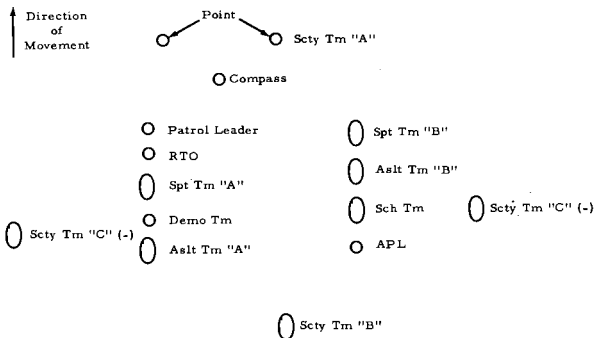 Direction
of
Movement
Point
Scty Tm "A"
Compass
Patrol Leader
RTO
Spt Tm "A"
Demo Tm
Aslt Tm "A"
Spt Tm "B"
Aslt Tm "B"
Sch Tm
APL
Scty Tm "C" (-)
Scty Tm "C" (-)
Scty Tm "B"